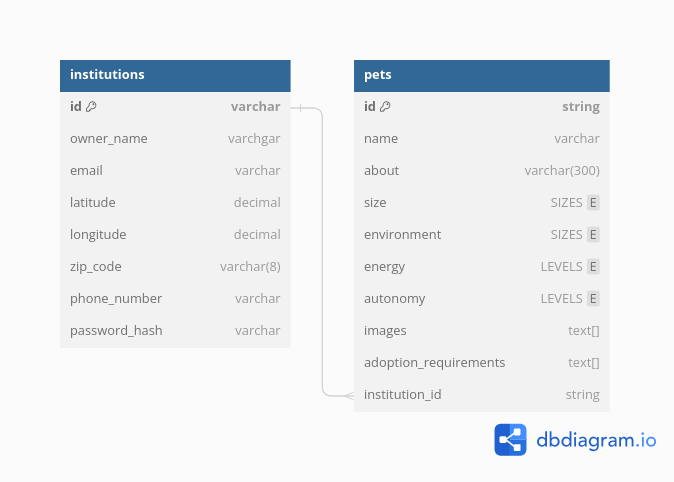 institutions
id varchar
owner_name varchgar
email varchar
latitude decimal
longitude decimal
zip_code varchar(8)
phone_number varchar
password_hash varchar
pets
id string
name varchar
about varchar(300)
size SIZES E
environment SIZES E
energy LEVELS E
autonomy LEVELS E
images text[]
adoption_requirements text[]
institution_id string
dbdiagram.io